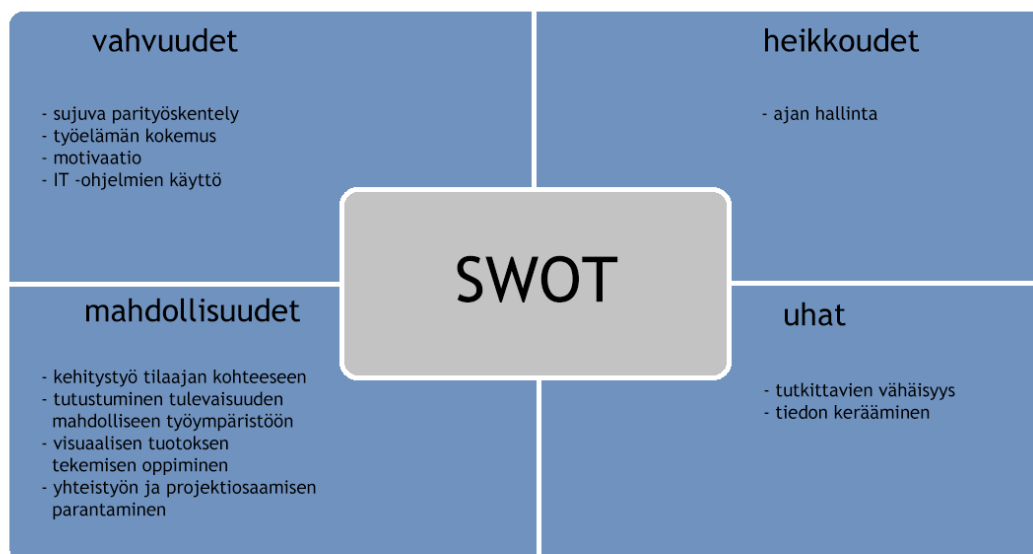 vahvuudet
- sujuva parityöskentely
- työelämän kokemus
- motivaatio
- IT -ohjelmien käyttö
heikkoudet
- ajan hallinta
SWOT
mahdollisuudet
- kehitystyö tilaajan kohteeseen
- tutustuminen tulevaisuuden
mahdolliseen työympäristöön
- visuaalisen tuotoksen
tekemisen oppiminen
- yhteistyön ja projektiosaamisen
parantaminen
uhat
- tutkittavien vähäisyys
- tiedon kerääminen